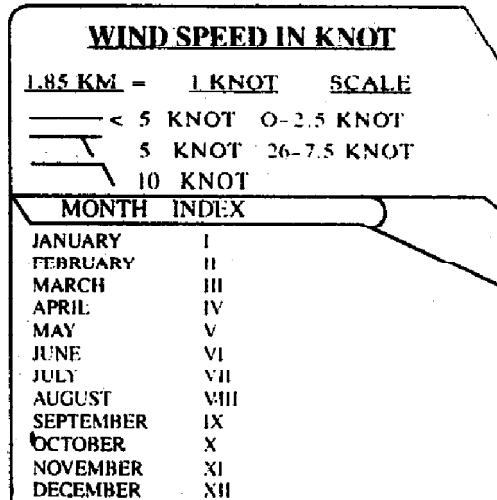 WIND SPEED IN KNOT
1.85 KM = 1 KNOT SCALE
< 5 KNOT O-2.5 KNOT
5 KNOT 26-7.5 KNOT
10 KNOT
MONTH INDEX
JANUARY I
FEBRUARY II
MARCH III
APRIL IV
MAY V
JUNE VI
JULY VII
AUGUST VIII
SEPTEMBER IX
OCTOBER X
NOVEMBER XI
DECEMBER XII